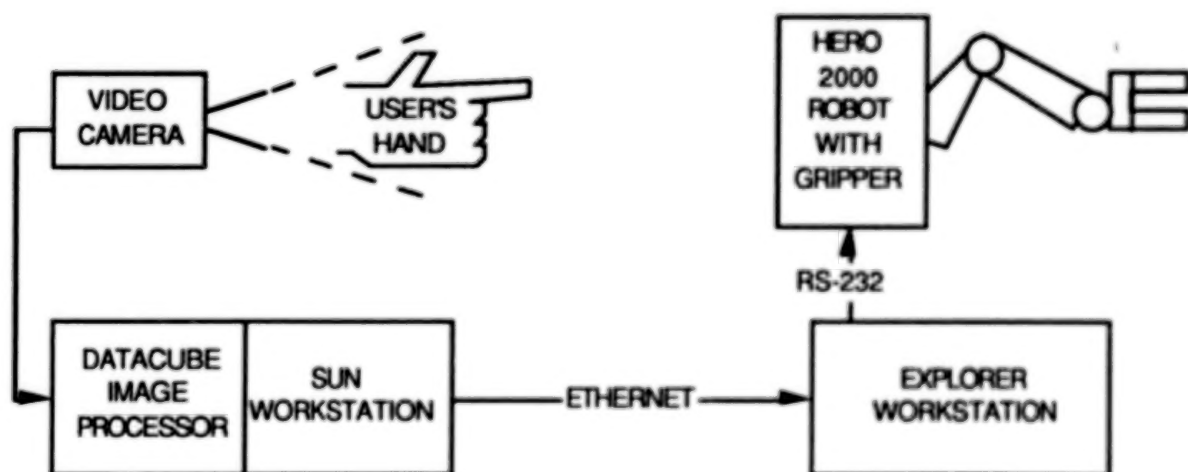 VIDEO
CAMERA
USER'S
HAND
HERO
2000
ROBOT
WITH
GRIPPER
RS-232
DATACUBE
IMAGE
PROCESSOR
SUN
WORKSTATION
ETHERNET
EXPLORER
WORKSTATION